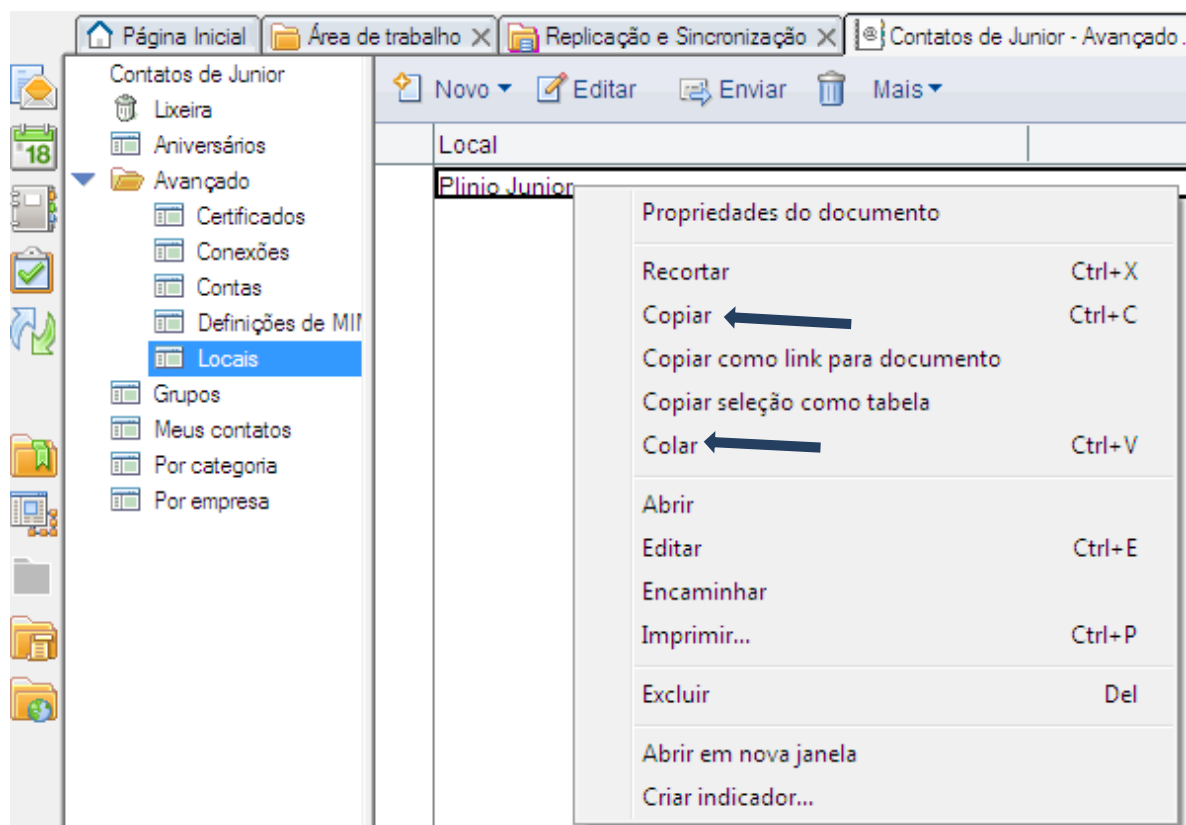 Página Inicial Área de trabalho Replicação e Sincronização Contatos de Junior - Avançado
Contatos de Junior
Lixeira
Aniversários
Avançado
Certificados
Conexões
Contas
Definições de
Locais
Grupos
Meus contatos
Por categoria
Por empresa
18
Novo Editar Enviar Mais
Local
Plinio Junior
Propriedades do documento
Recortar Ctrl+X
Copiar Ctrl+C
Copiar como link para documento
Copiar seleção como tabela
Colar Ctrl+V
Abrir
Editar Ctrl+E
Encaminhar
Imprimir... Ctrl+P
Excluir Del
Abrir em nova janela
Criar indicador...